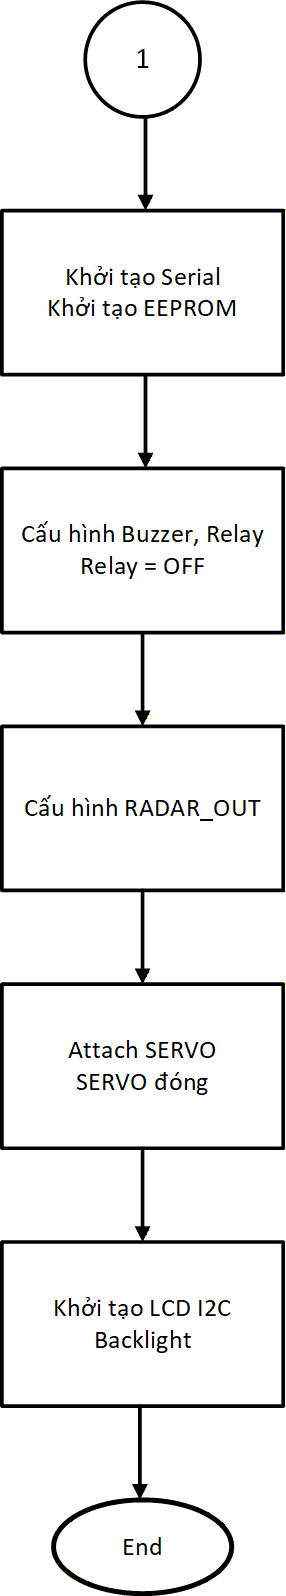 1
Khởi tạo Serial
Khởi tạo EEPROM
Cấu hình Buzzer, Relay
Relay = OFF
Cấu hình RADAR_OUT
Attach SERVO
SERVO đóng
Khởi tạo LCD I2C
Backlight
End